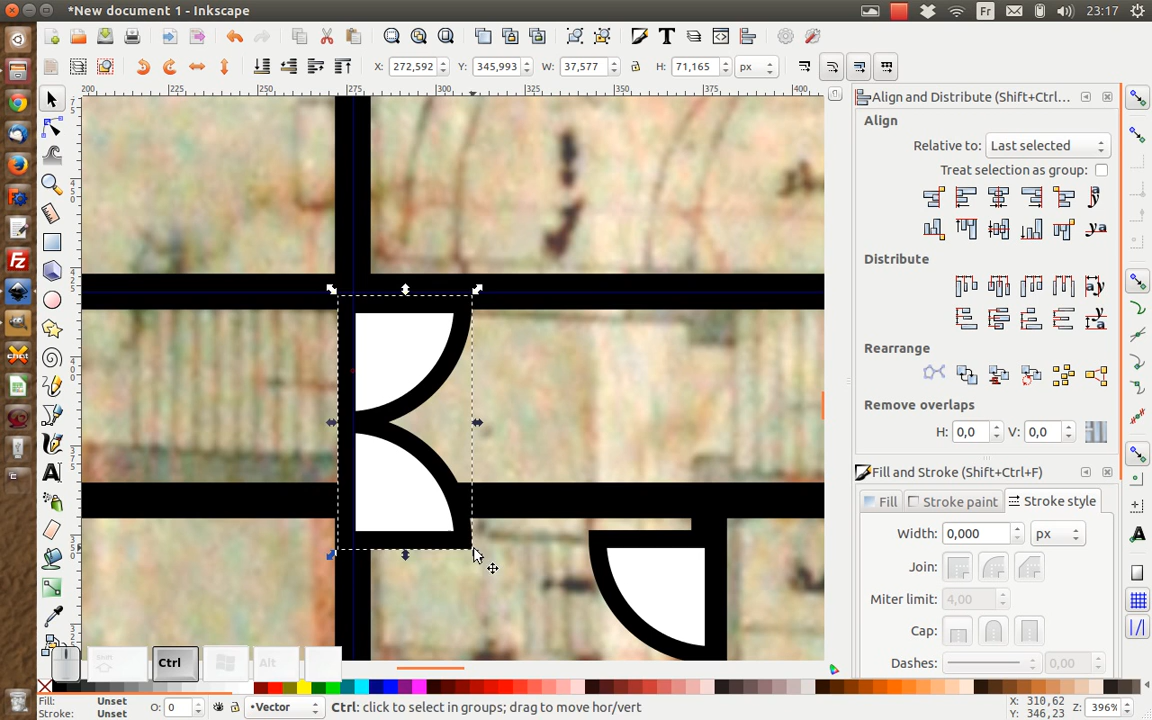 *New document 1 - Inkscape
Fr
23:17
X: 272,592
Y: 345,993
W: 37,577
H: 71,165
px
200
225
250
275
300
325
350
375
400
Align and Distribute (Shift+Ctrl...
Align
Relative to: Last selected
Treat selection as group:
Distribute
Rearrange
Remove overlaps
H: 0,0
V: 0,0
Fill and Stroke (Shift+Ctrl+F)
Fill
Stroke paint
Stroke style
Width: 0,000
px
Join:
Miter limit: 4,00
Cap:
Dashes:
0,00
Shift
Ctrl
Alt
Fill: Unset
Stroke: Unset
O: 0
•Vector
Ctrl: click to select in groups; drag to move hor/vert
X: 310,62
Y: 346,23
Z: 396%